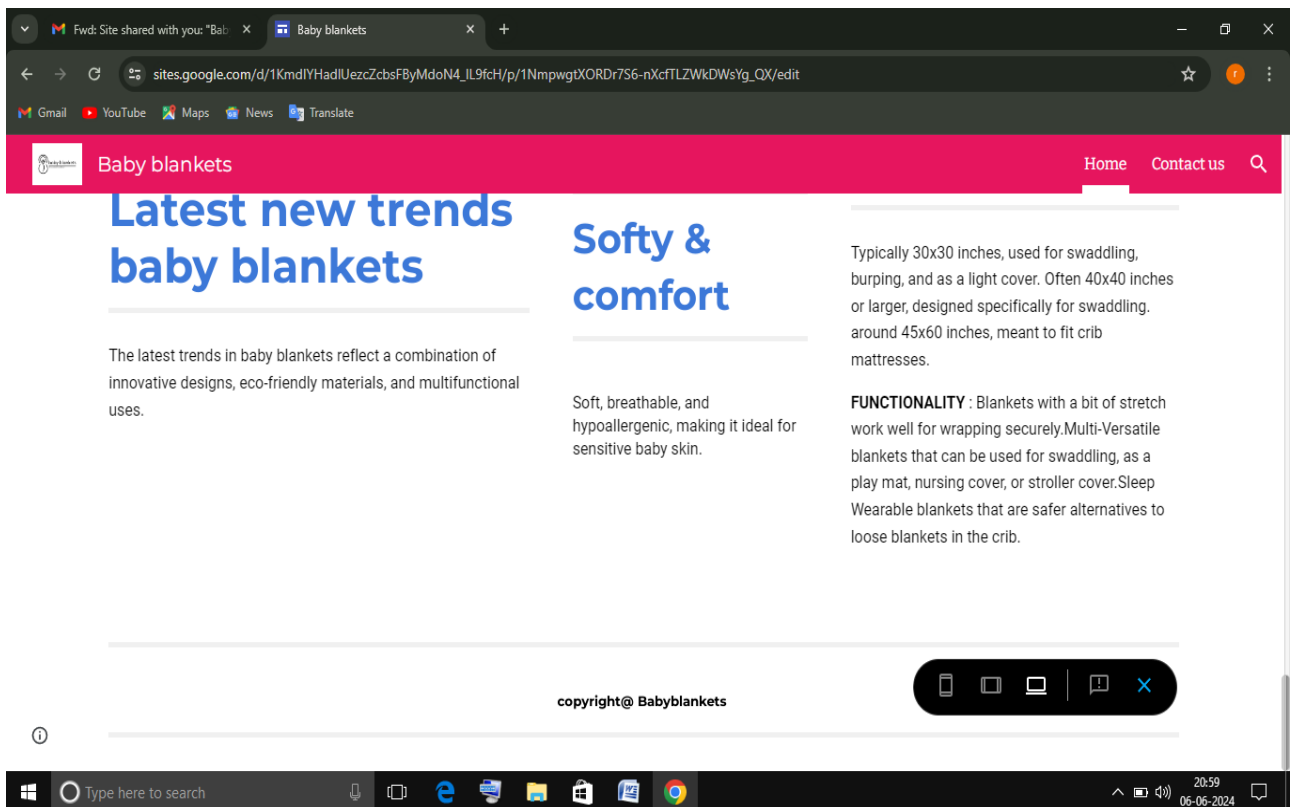 Fwd: Site shared with you: "Bab
Baby blankets
sites.google.com/d/1KmdIYHadlUezcZcbsFByMdoN4_IL9fcH/p/1NmpwgtXORDr7S6-nXcfTLZWkDWsYg_QX/edit
r
Gmail YouTube Maps News Translate
Baby blankets
Home Contact us
Latest new trends
baby blankets
The latest trends in baby blankets reflect a combination of
innovative designs, eco-friendly materials, and multifunctional
uses.
Softy &
comfort
Soft, breathable, and
hypoallergenic, making it ideal for
sensitive baby skin.
Typically 30x30 inches, used for swaddling,
burping, and as a light cover. Often 40x40 inches
or larger, designed specifically for swaddling.
around 45x60 inches, meant to fit crib
mattresses.
FUNCTIONALITY : Blankets with a bit of stretch
work well for wrapping securely.Multi-Versatile
blankets that can be used for swaddling, as a
play mat, nursing cover, or stroller cover.Sleep
Wearable blankets that are safer alternatives to
loose blankets in the crib.
copyright@ Babyblankets
Type here to search
20:59
06-06-2024